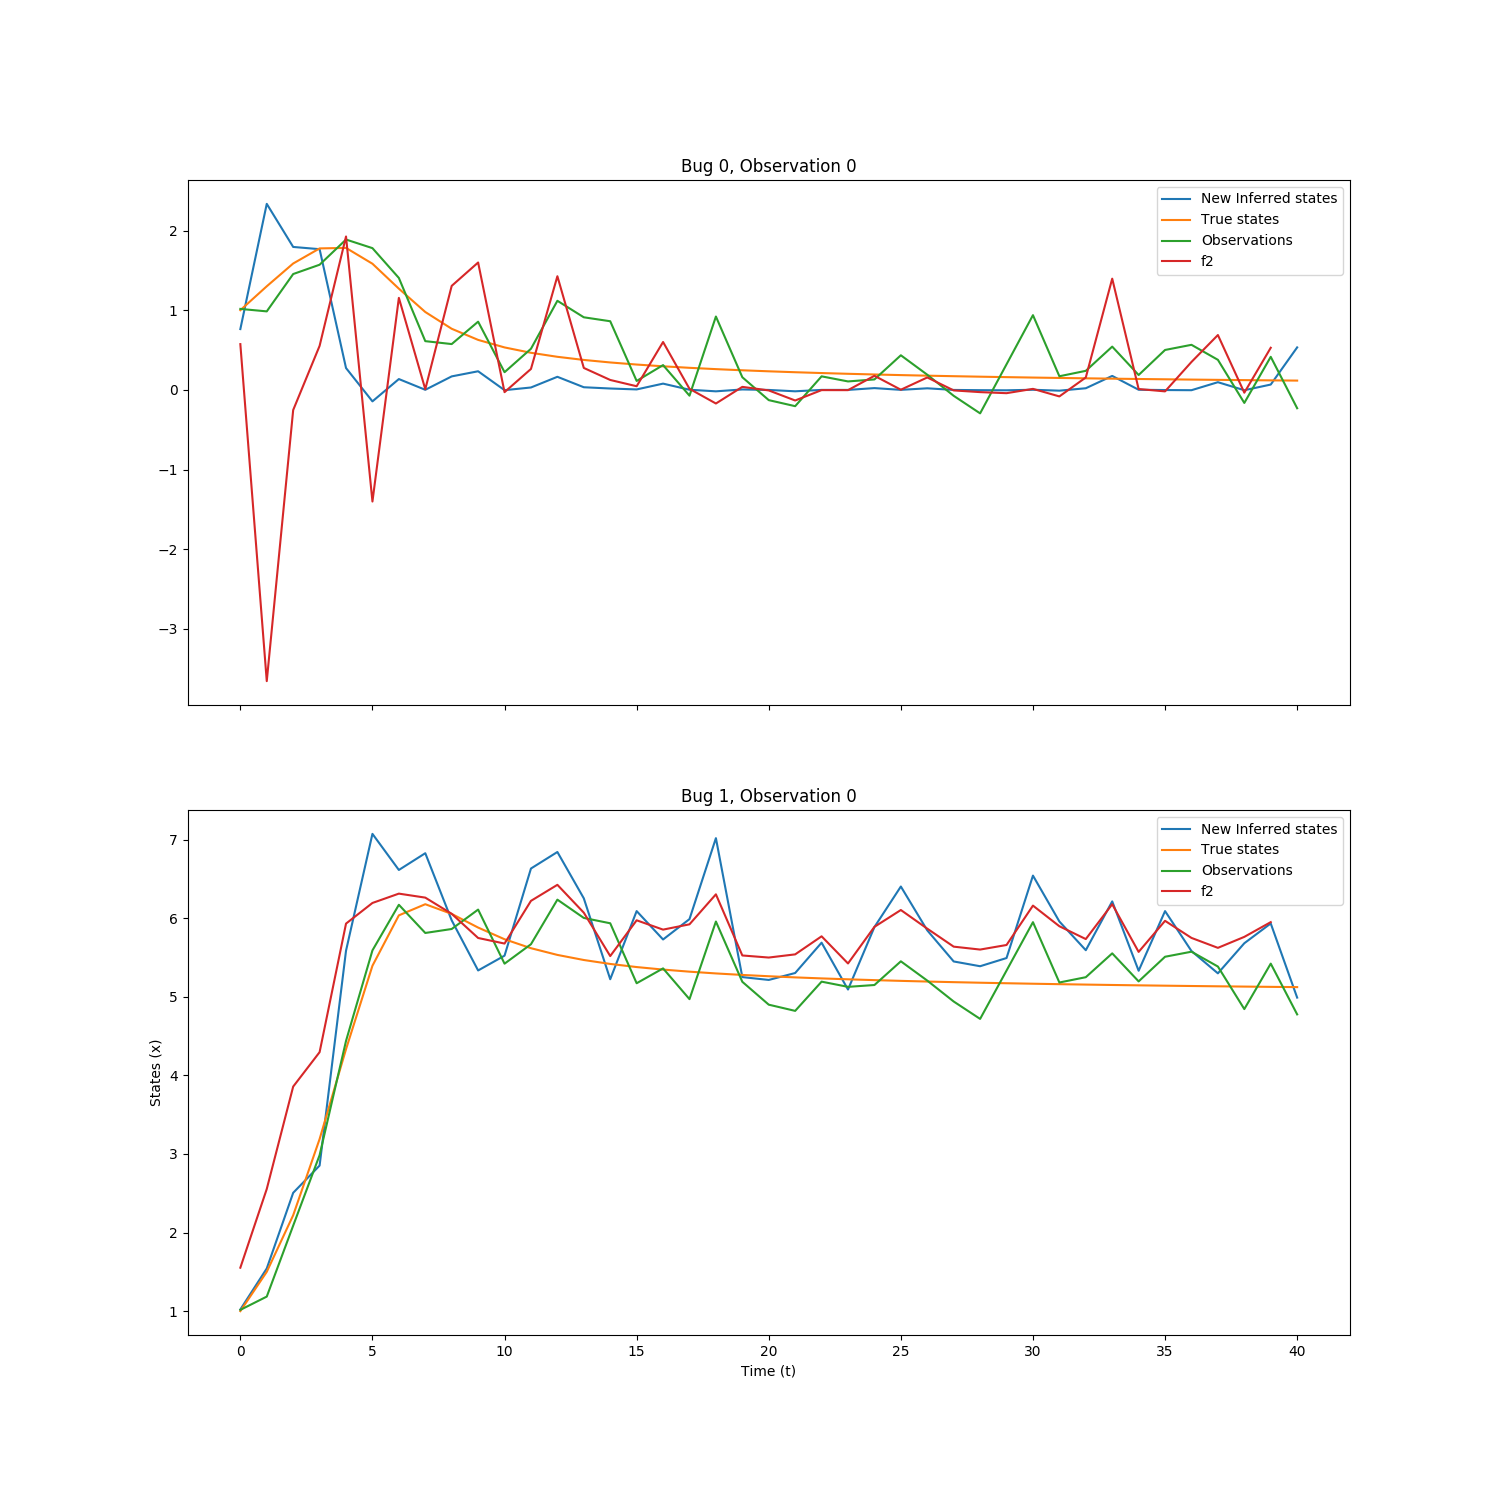 Bug 0, Observation 0
New Inferred states
True states
Observations
f2
2
1
0
−1
−2
−3
Bug 1, Observation 0
New Inferred states
True states
Observations
f2
7
6
5
4
3
2
1
States (x)
0 5 10 15 20 25 30 35 40
Time (t)